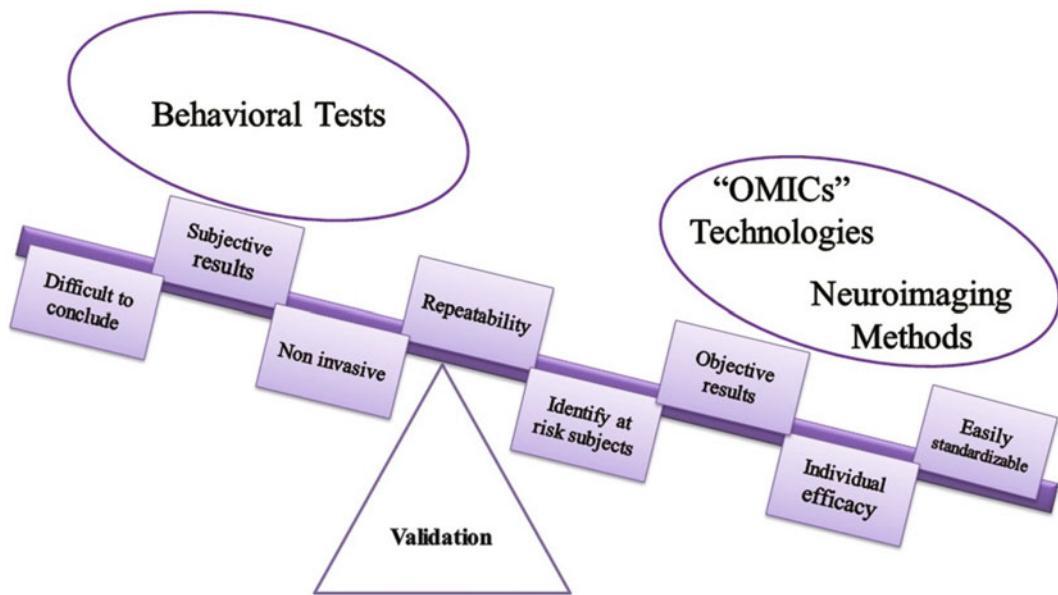 Behavioral Tests
“OMICs”
Technologies
Neuroimaging
Methods
Subjective
results
Difficult to
conclude
Non invasive
Repeatability
Identify at
risk subjects
Objective
results
Individual
efficacy
Easily
standardizable
Validation